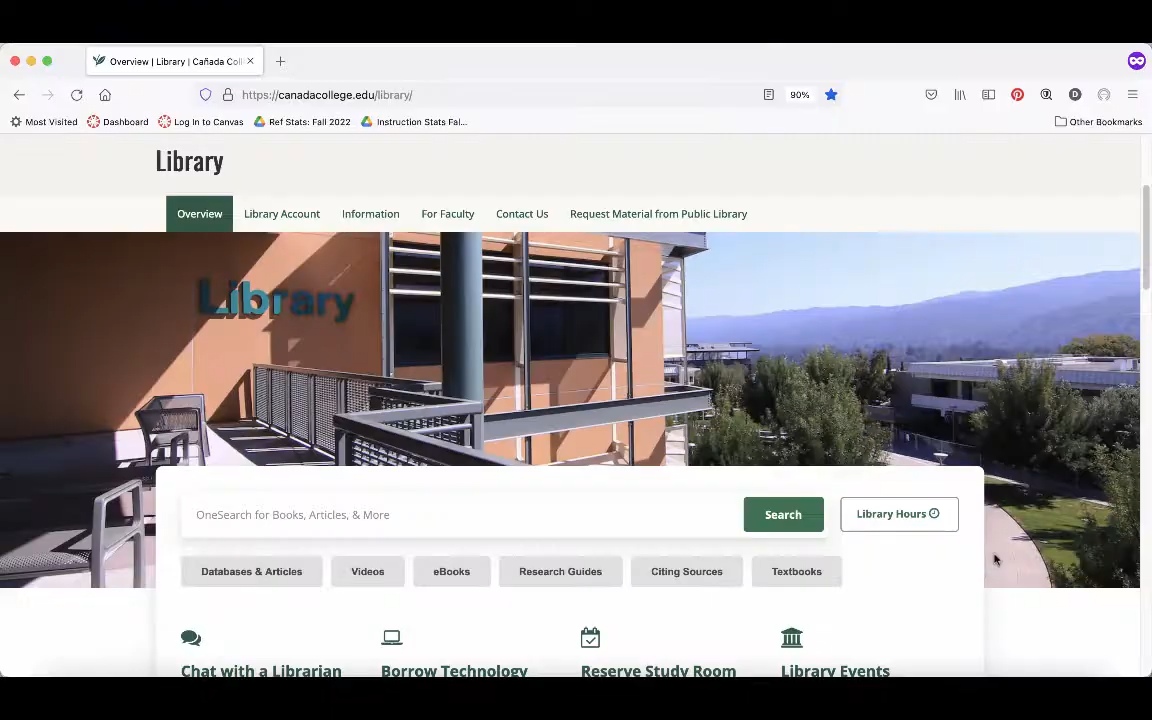 Overview | Library | Cañada Coll
https://canadacollege.edu/library/
90%
Most Visited
Dashboard
Log In to Canvas
Ref Stats: Fall 2022
Instruction Stats Fal...
Other Bookmarks
Library
Overview
Library Account
Information
For Faculty
Contact Us
Request Material from Public Library
Library
OneSearch for Books, Articles, & More
Search
Library Hours
Databases & Articles
Videos
eBooks
Research Guides
Citing Sources
Textbooks
Chat with a Librarian
Borrow Technology
Reserve Study Room
Library Events